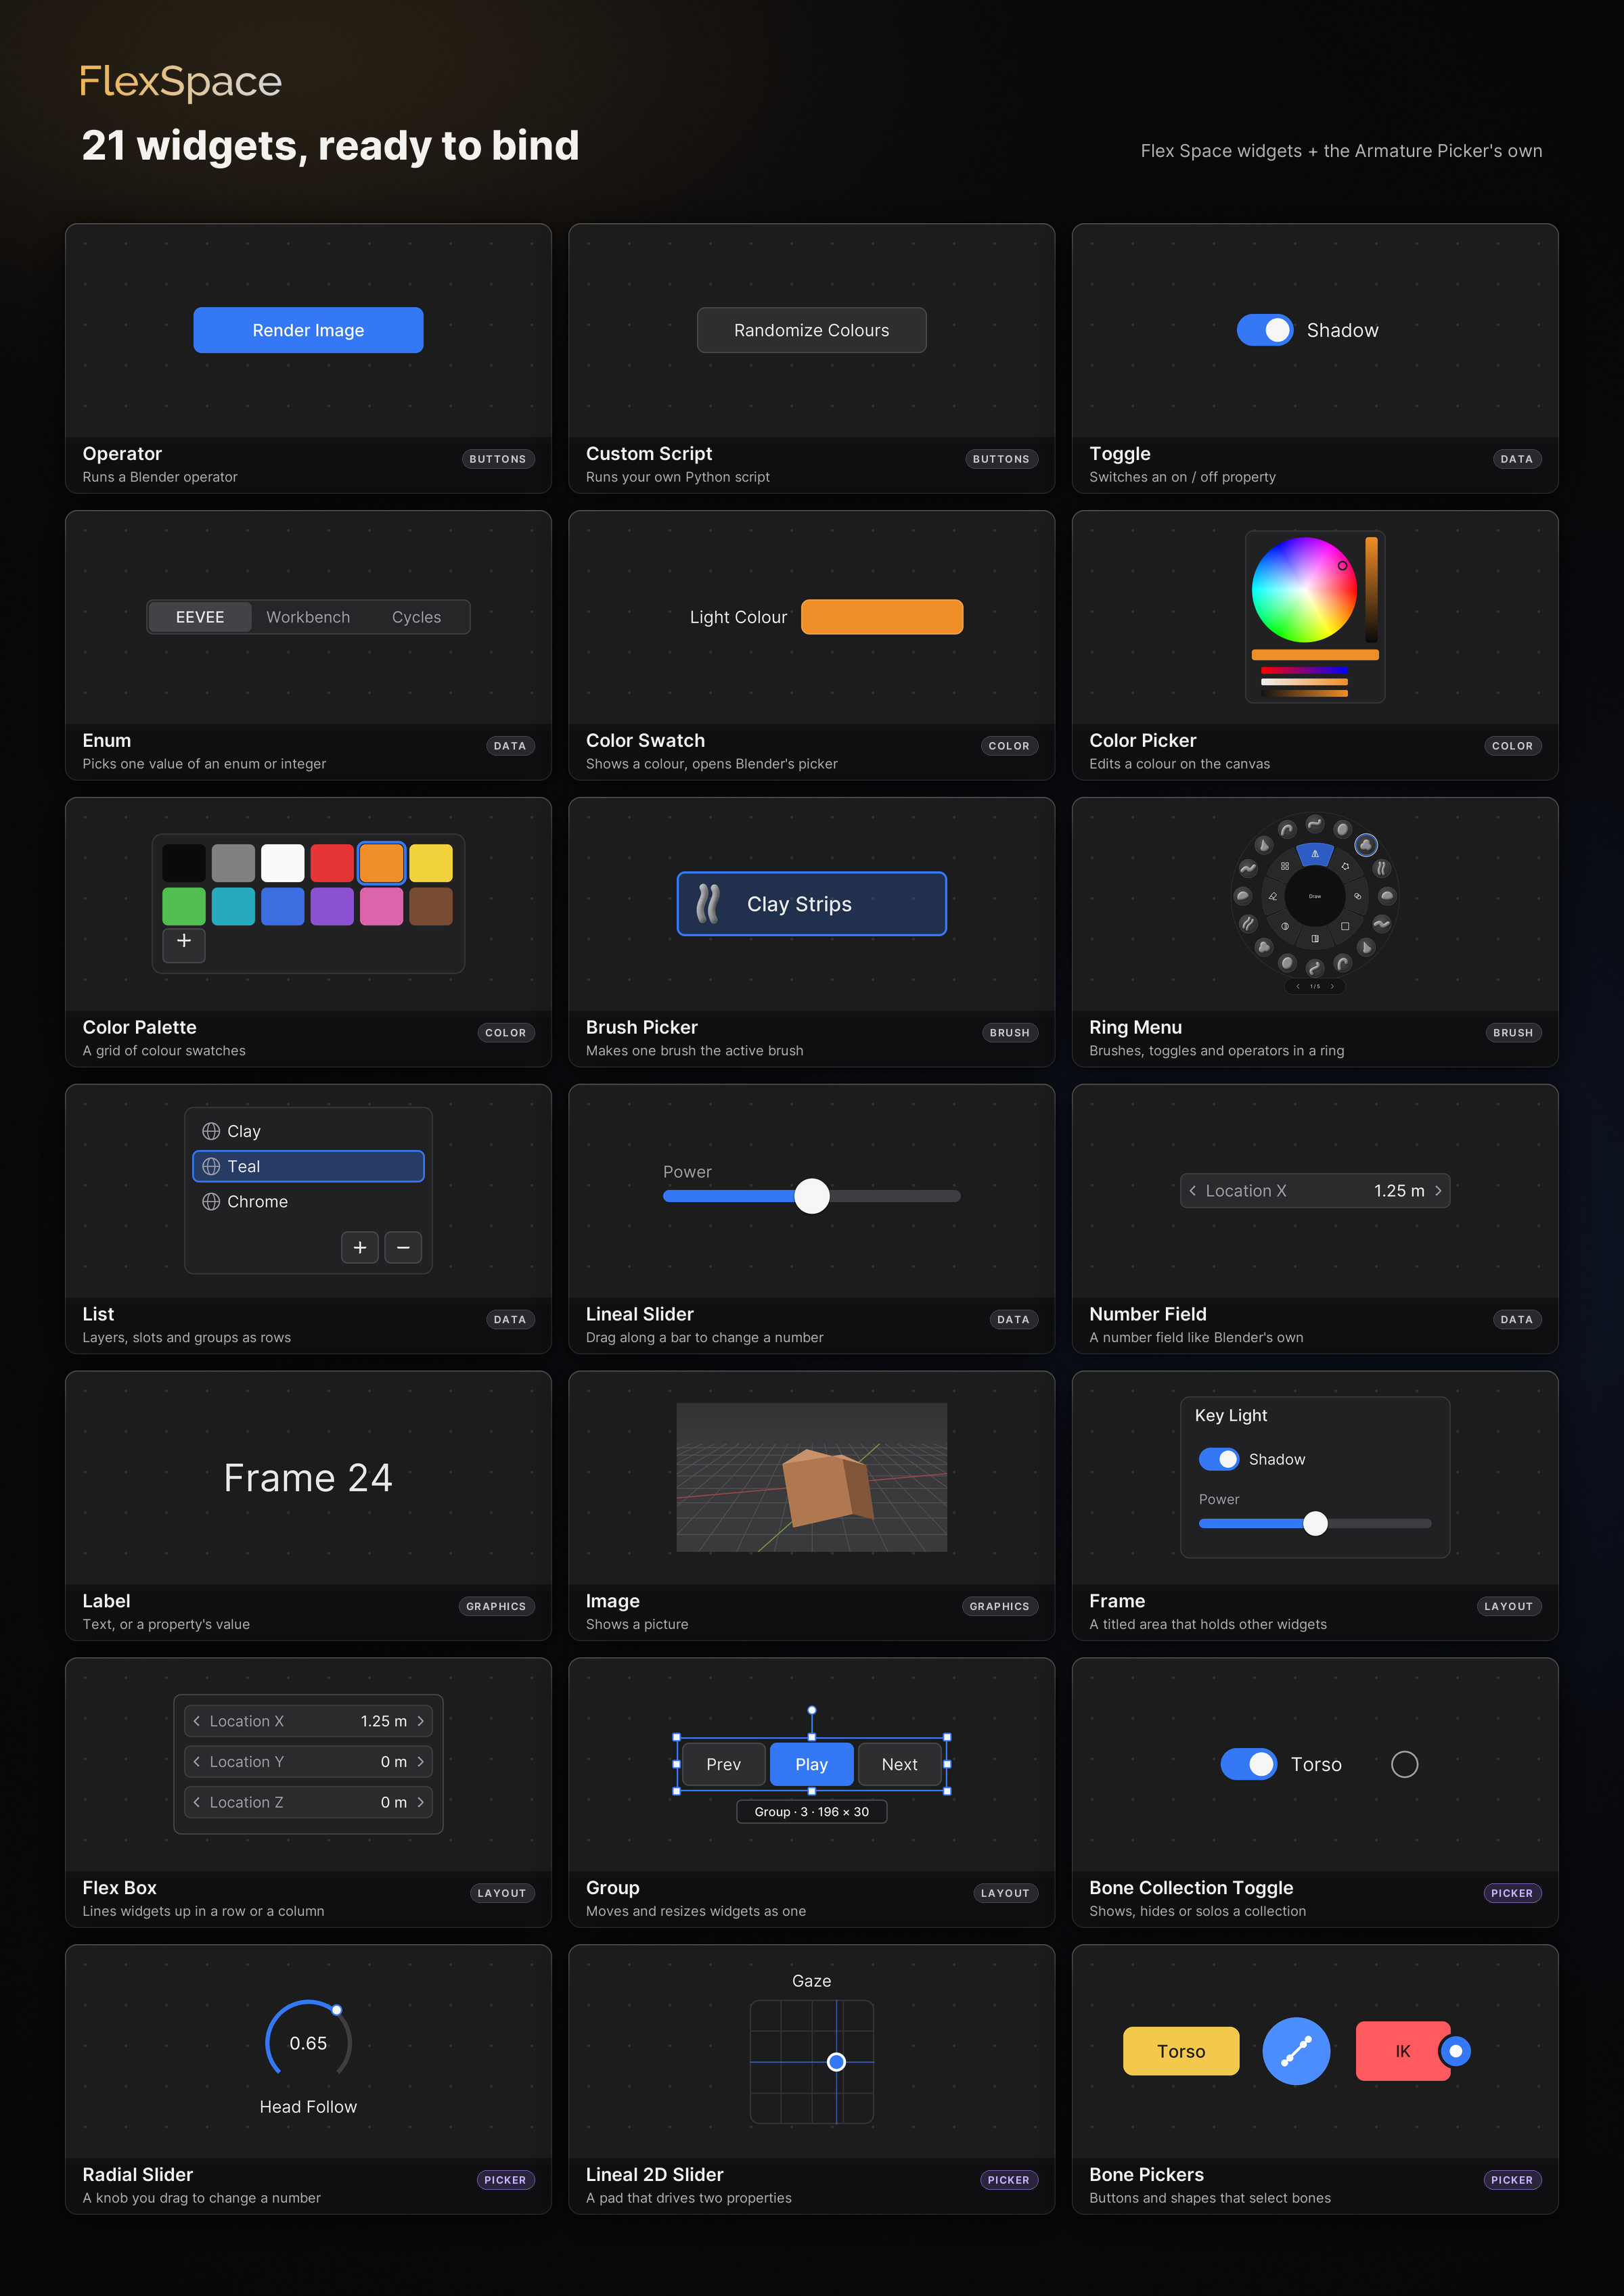 FlexSpace
21 widgets, ready to bind
Flex Space widgets + the Armature Picker's own
Render Image
Operator
BUTTONS
Runs a Blender operator
Randomize Colours
Custom Script
BUTTONS
Runs your own Python script
Shadow
Toggle
DATA
Switches an on / off property
EEVEE Workbench Cycles
Enum
DATA
Picks one value of an enum or integer
Light Colour
Color Swatch
COLOR
Shows a colour, opens Blender's picker
Color Picker
COLOR
Edits a colour on the canvas
+
Color Palette
COLOR
A grid of colour swatches
Clay Strips
Brush Picker
BRUSH
Makes one brush the active brush
Draw
1 / 5
Ring Menu
BRUSH
Brushes, toggles and operators in a ring
Clay
Teal
Chrome
+ −
List
DATA
Layers, slots and groups as rows
Power
Lineal Slider
DATA
Drag along a bar to change a number
Location X 1.25 m
Number Field
DATA
A number field like Blender's own
Frame 24
Label
GRAPHICS
Text, or a property's value
Image
GRAPHICS
Shows a picture
Key Light
Shadow
Power
Frame
LAYOUT
A titled area that holds other widgets
Location X 1.25 m
Location Y 0 m
Location Z 0 m
Flex Box
LAYOUT
Lines widgets up in a row or a column
Prev Play Next
Group · 3 · 196 × 30
Group
LAYOUT
Moves and resizes widgets as one
Torso
Bone Collection Toggle
PICKER
Shows, hides or solos a collection
0.65
Head Follow
Radial Slider
PICKER
A knob you drag to change a number
Gaze
Lineal 2D Slider
PICKER
A pad that drives two properties
Torso IK
Bone Pickers
PICKER
Buttons and shapes that select bones